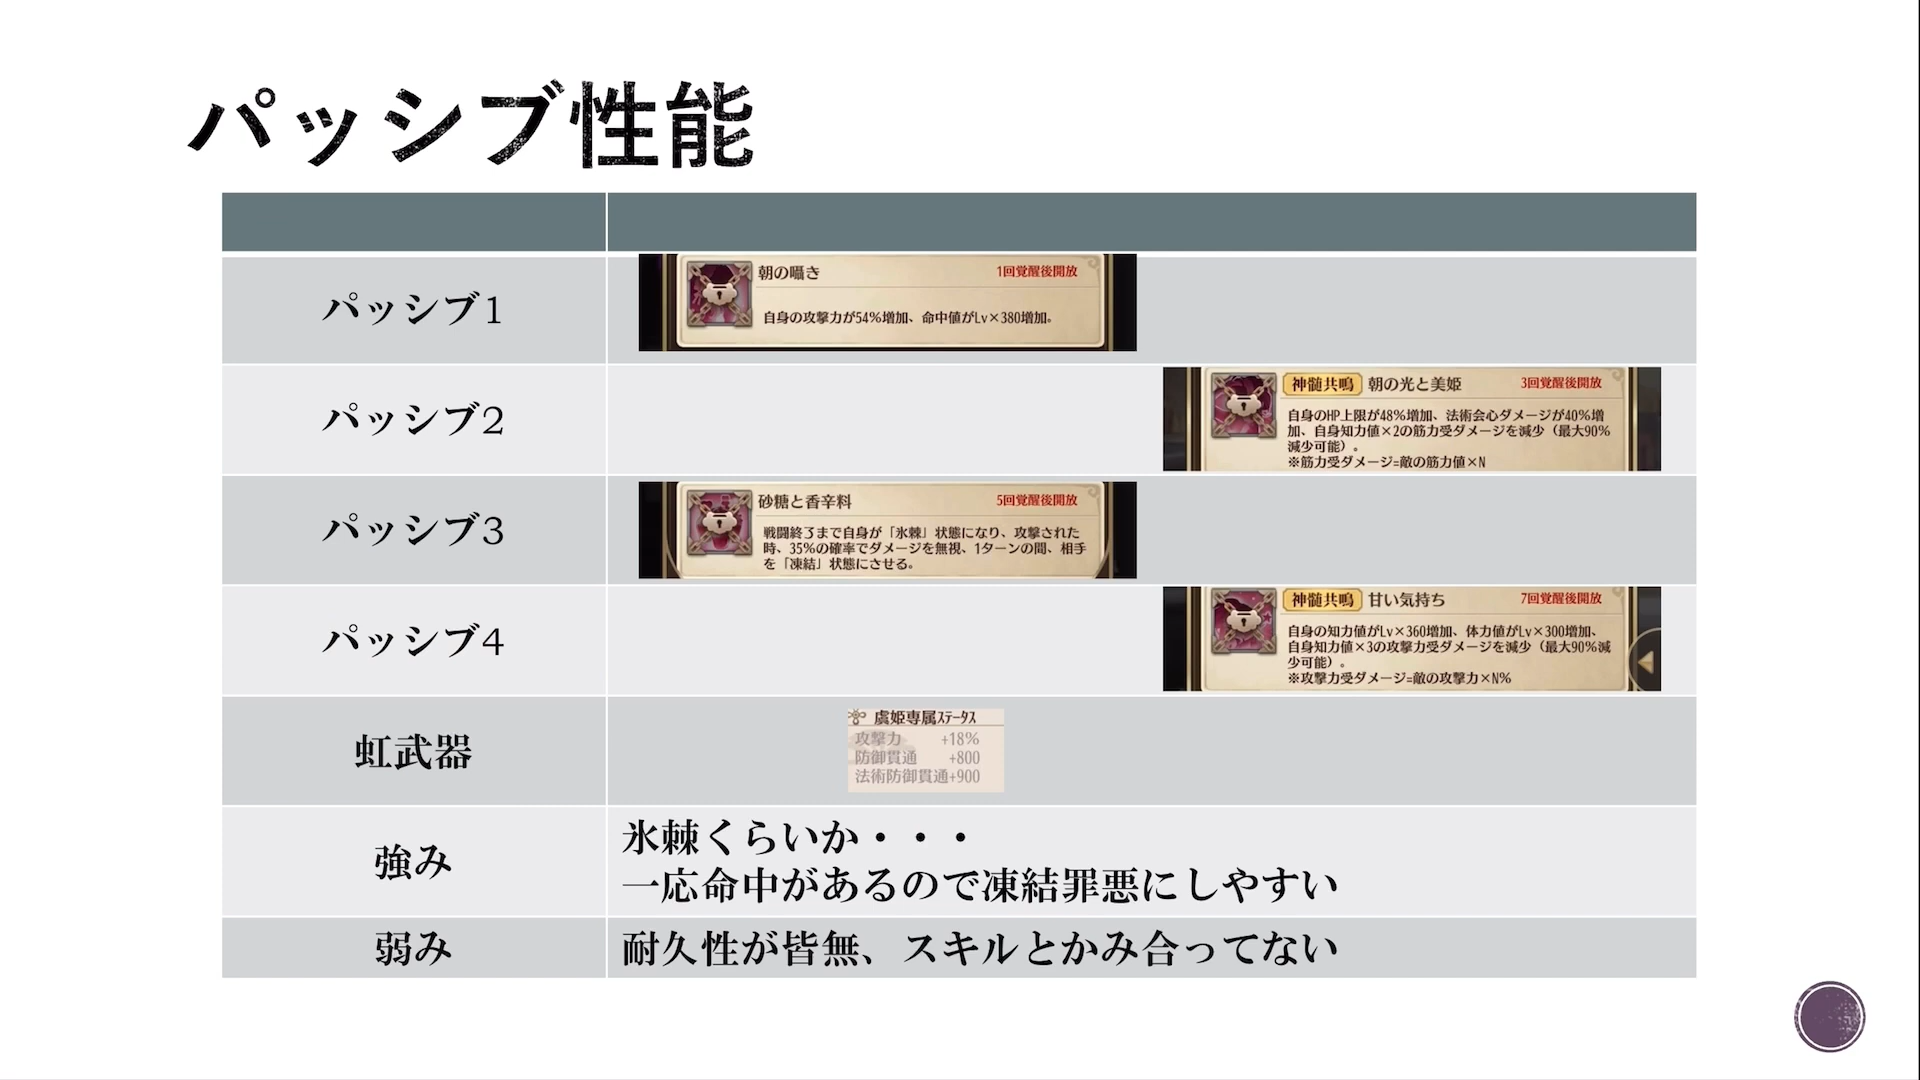 パッシブ性能
パッシブ1
朝の囁き
1回覚醒後開放
自身の攻撃力が54%増加、命中値がLv×380増加。
パッシブ2
神髄共鳴 朝の光と美姫
3回覚醒後開放
自身のHP上限が48%増加、法術会心ダメージが40%増
加、自身知力値×2の筋力受ダメージを減少（最大90%
減少可能）。
※筋力受ダメージ=敵の筋力値×N
パッシブ3
砂糖と香辛料
5回覚醒後開放
戦闘終了まで自身が「氷棘」状態になり、攻撃された
時、35%の確率でダメージを無視、1ターンの間、相手
を「凍結」状態にさせる。
パッシブ4
神髄共鳴 甘い気持ち
7回覚醒後開放
自身の知力値がLv×360増加、体力値がLv×300増加、
自身知力値×3の攻撃力受ダメージを減少（最大90%減
少可能）。
※攻撃力受ダメージ=敵の攻撃力×N%
虹武器
虞姫専属ステータス
攻撃力 +18%
防御貫通 +800
法術防御貫通+900
強み
氷棘くらいか・・・
一応命中があるので凍結罪悪にしやすい
弱み
耐久性が皆無、スキルとかみ合ってない